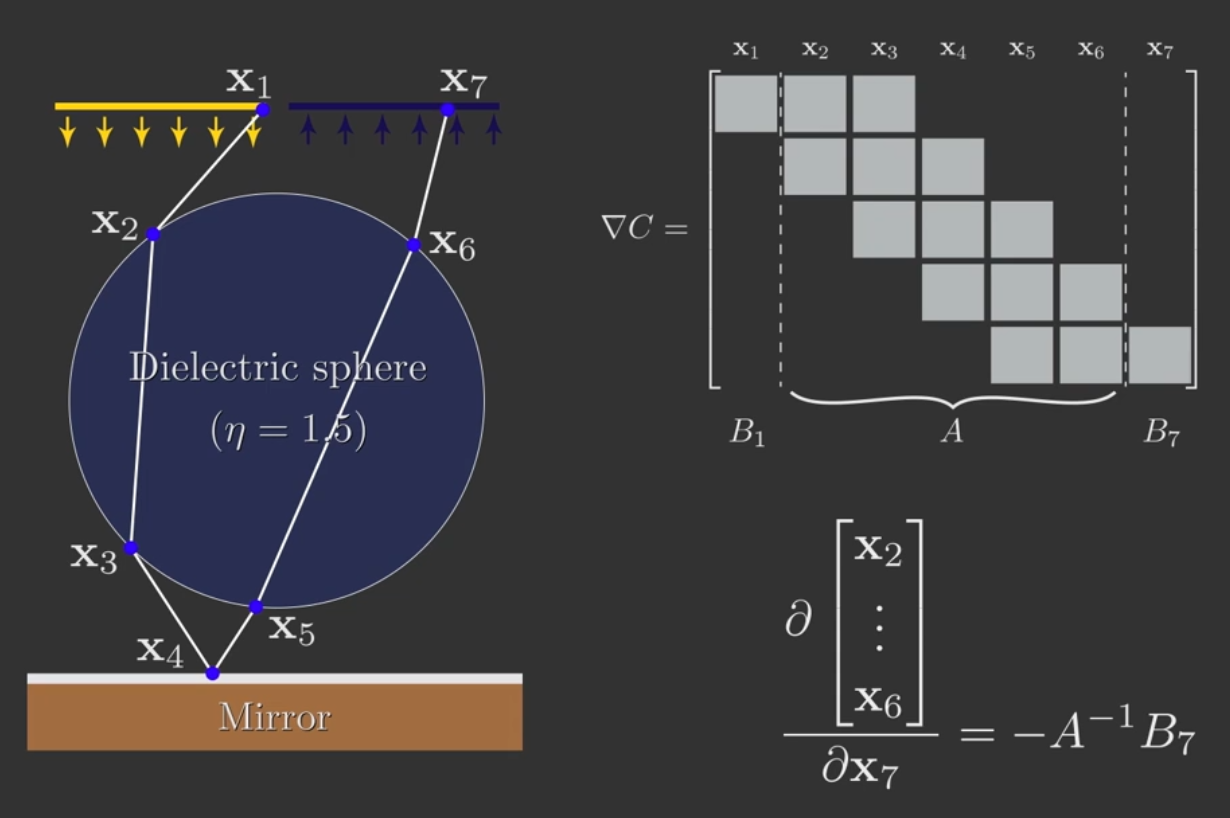 x₁ x₇
x₂
x₆
Dielectric sphere
(η = 1.5)
x₃
x₅
x₄
Mirror
x₁ x₂ x₃ x₄ x₅ x₆ x₇
∇C =
B₁ A B₇
∂ [x₂ ⋮ x₆]
∂x₇
= −A⁻¹B₇